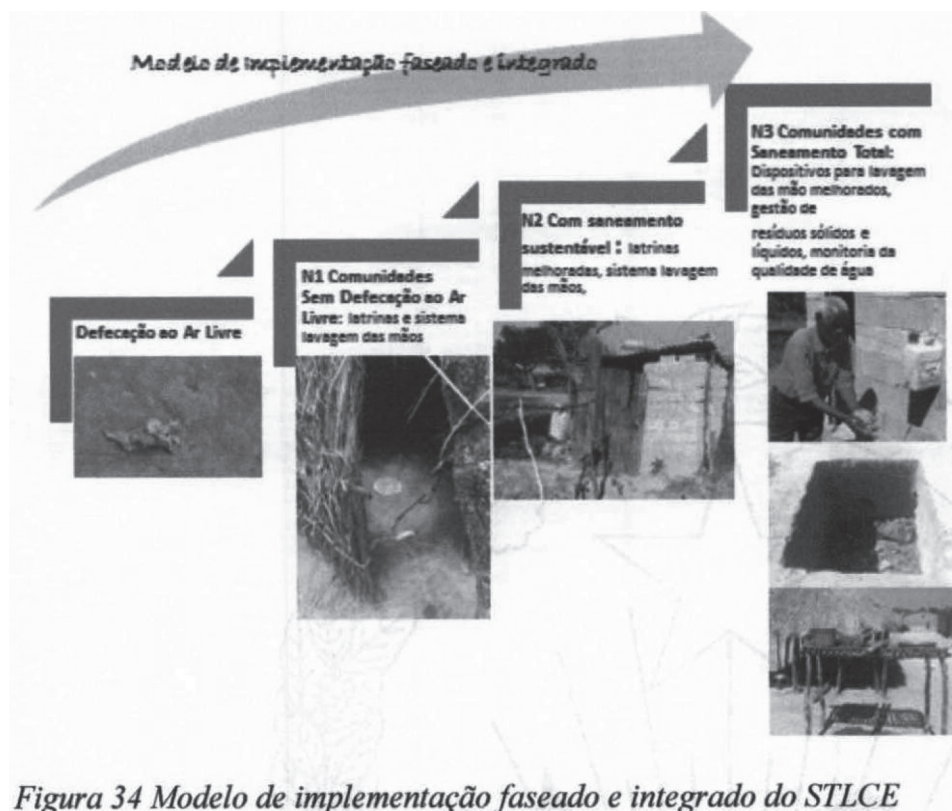 Modelo de implementação faseado e integrado
Defecação ao Ar Livre
N1 Comunidades
Sem Defecação ao Ar
Livre: latrinas e sistema
lavagem das mãos
N2 Com saneamento
sustentável : latrinas
melhoradas, sistema lavagem
das mãos,
N3 Comunidades com
Saneamento Total:
Dispositivos para lavagem
das mão melhorados,
gestão de
resíduos sólidos e
líquidos, monitoria da
qualidade de água
Figura 34 Modelo de implementação faseado e integrado do STLCE